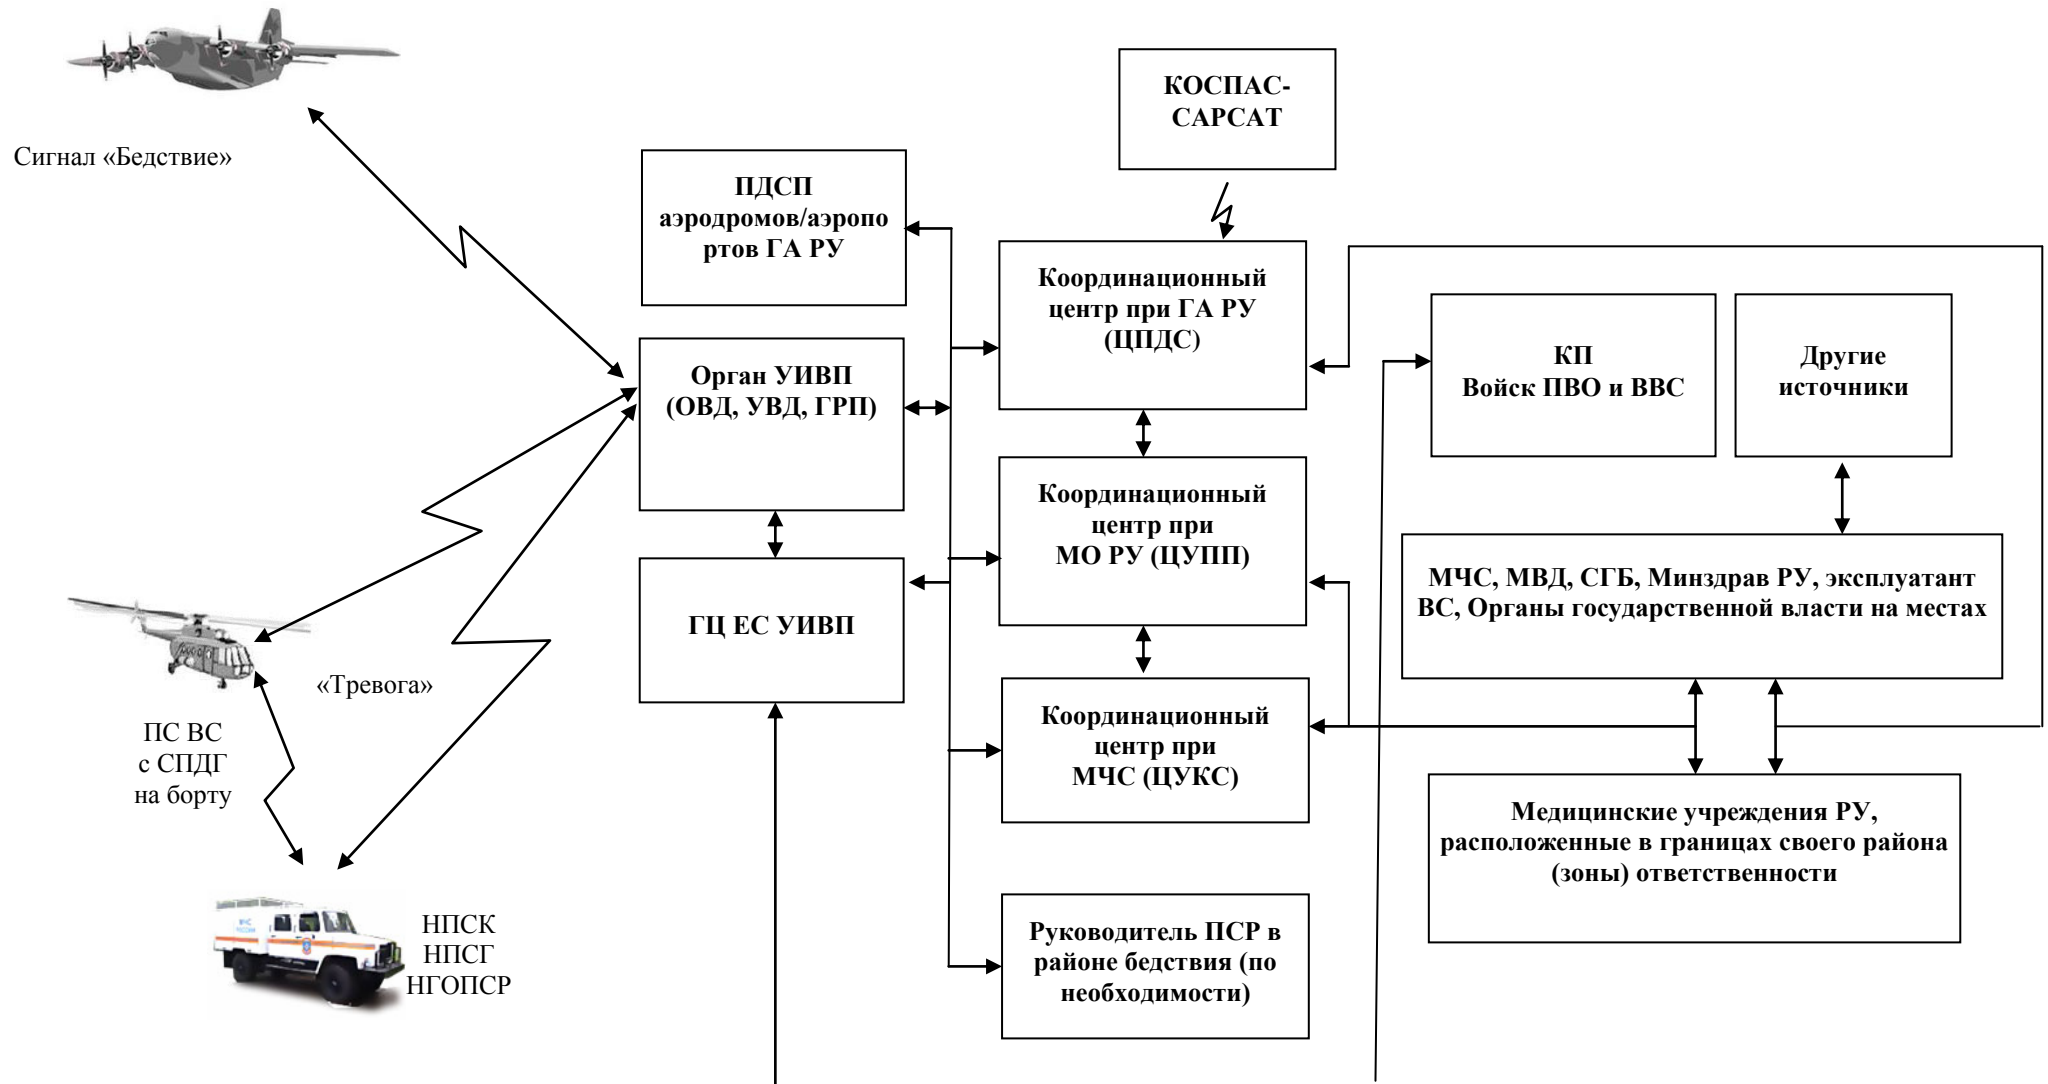 Сигнал «Бедствие»
КОСПАС-
САРСАТ
ПДСП
аэродромов/аэропо
ртов ГА РУ
Координационный
центр при ГА РУ
(ЦПДС)
Орган УИВП
(ОВД, УВД, ГРП)
КП
Войск ПВО и ВВС
Другие
источники
Координационный
центр при
МО РУ (ЦУПП)
ГЦ ЕС УИВП
МЧС, МВД, СГБ, Минздрав РУ, эксплуатант
ВС, Органы государственной власти на местах
«Тревога»
ПС ВС
с СПДГ
на борту
Координационный
центр при
МЧС (ЦУКС)
Медицинские учреждения РУ,
расположенные в границах своего района
(зоны) ответственности
НПСК
НПСГ
НГОПСР
Руководитель ПСР в
районе бедствия (по
необходимости)